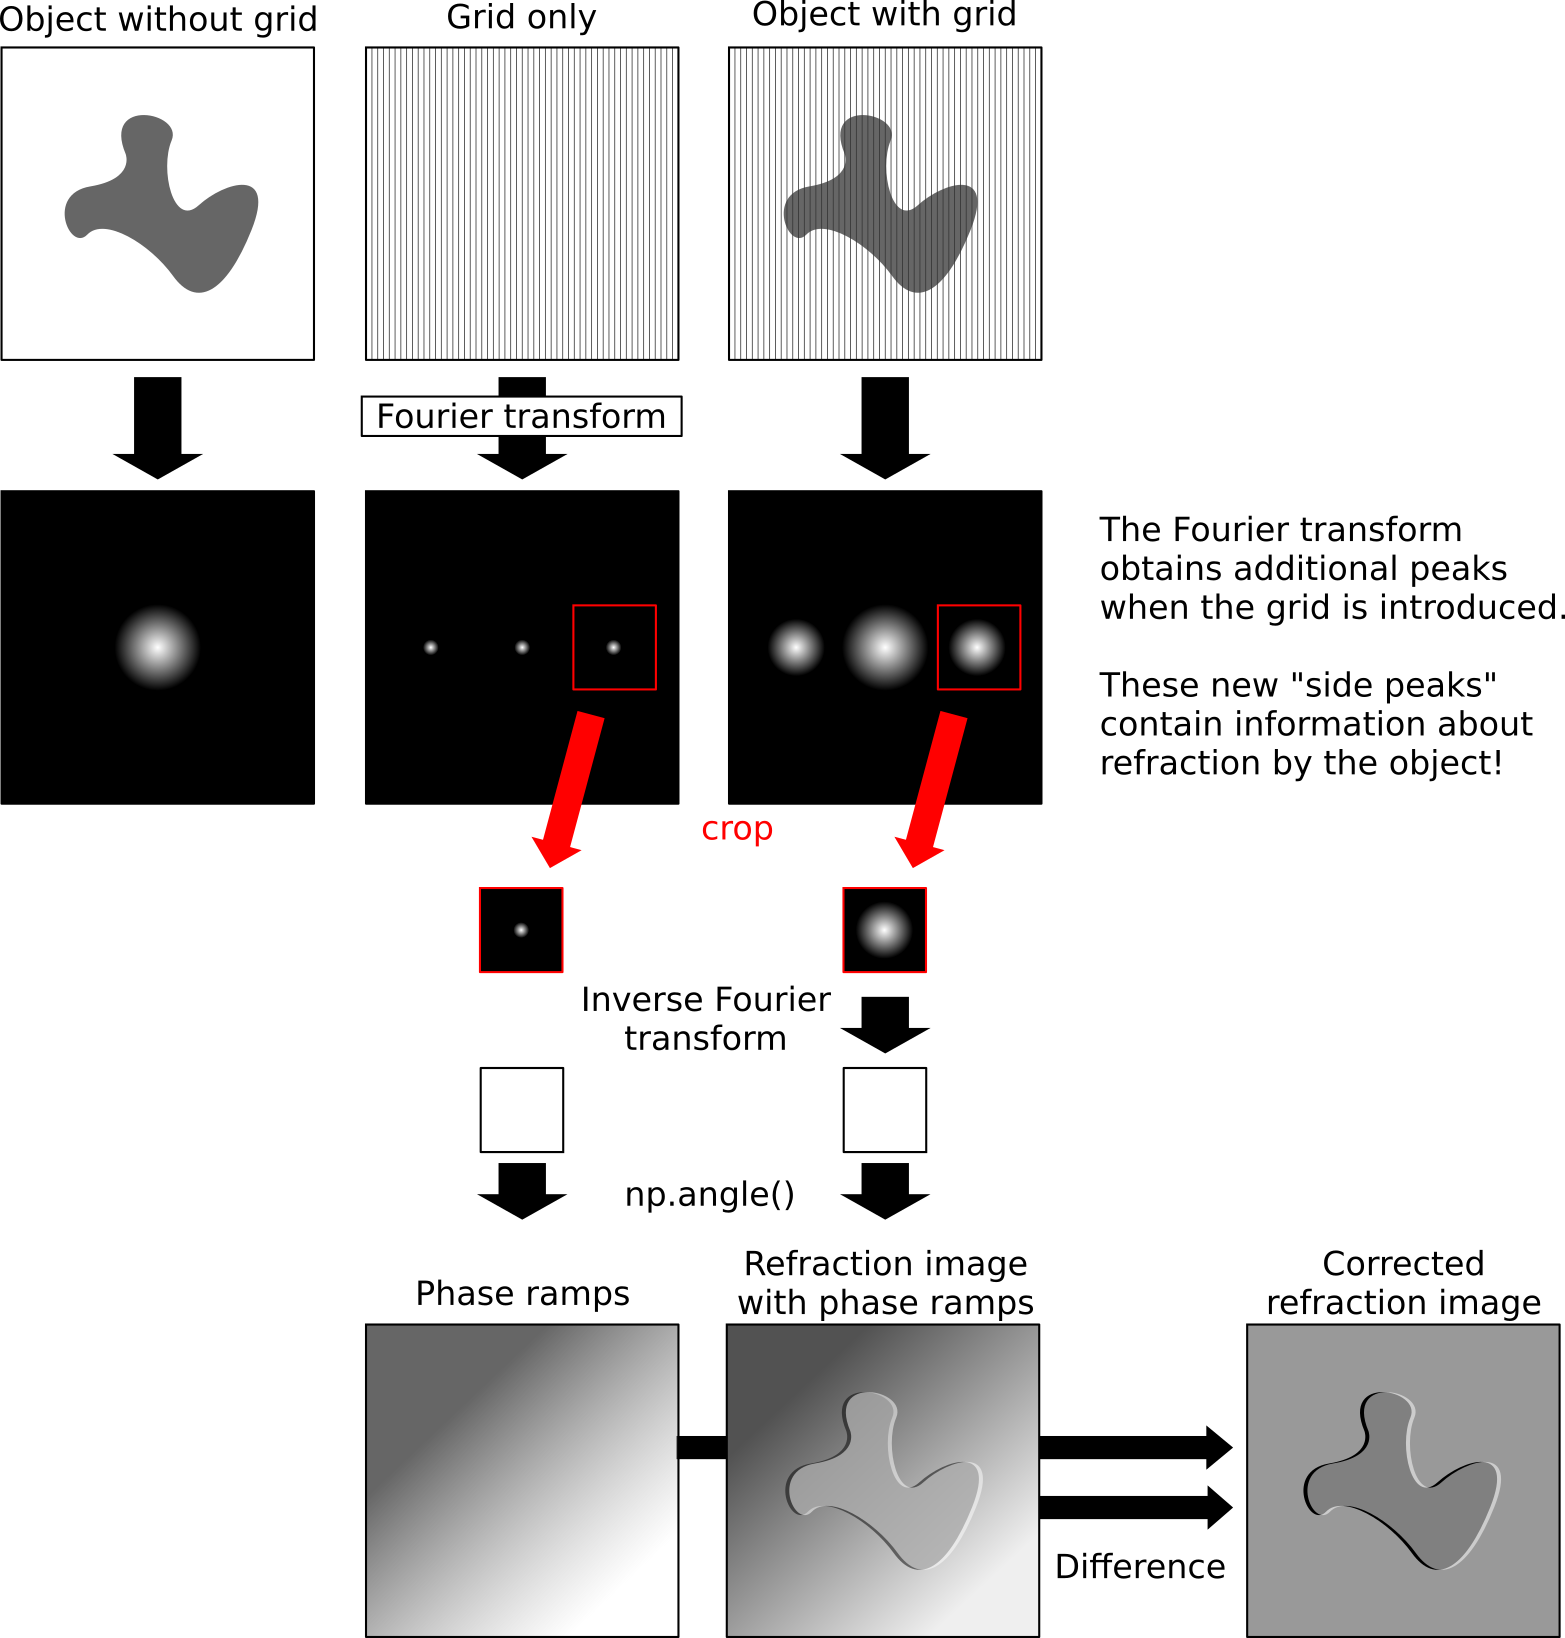 Object without grid
Grid only
Object with grid
Fourier transform
The Fourier transform
obtains additional peaks
when the grid is introduced.
These new "side peaks"
contain information about
refraction by the object!
crop
Inverse Fourier
transform
np.angle()
Phase ramps
Refraction image
with phase ramps
Corrected
refraction image
Difference